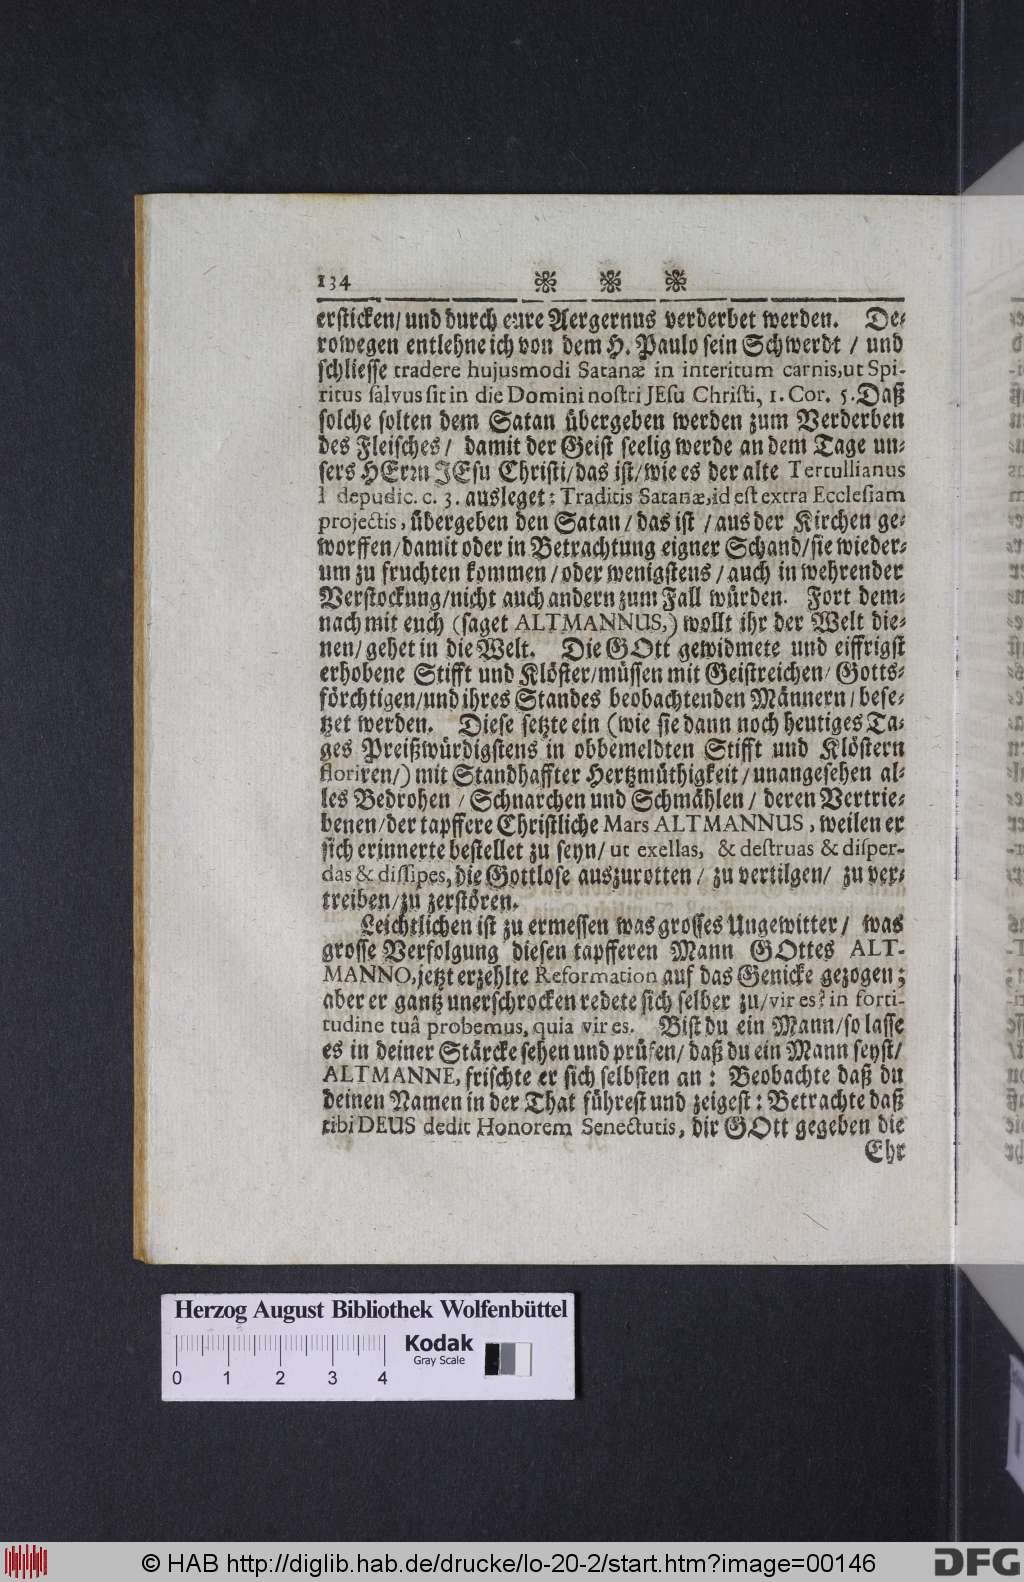 134
ersticken/ und durch eure Aergernus verderbet werden. De-
rowegen entlehne ich von dem H. Paulo sein Schwerdt / und
schliesse tradere hujusmodi Satanæ in interitum carnis, ut Spi-
ritus salvus sit in die Domini nostri JEsu Christi, 1. Cor. 5. Daß
solche solten dem Satan übergeben werden zum Verderben
des Fleisches/ damit der Geist seelig werde an dem Tage un-
sers HErrn JEsu Christi/ das ist/ wie es der alte Tertullianus
l depudic. c. 3. ausleget: Traditis Satanæ, id est extra Ecclesiam
projectis, übergeben den Satan/ das ist / aus der Kirchen ge-
worffen/ damit oder in Betrachtung eigner Schand/ sie wieder-
um zu fruchten kommen / oder wenigstens / auch in wehrender
Verstockung/ nicht auch andern zum Fall würden. Fort dem-
nach mit euch (saget ALTMANNUS,) wollt ihr der Welt die-
nen/ gehet in die Welt. Die GOtt gewidmete und eiffrigst
erhobene Stifft und Klöster/ müssen mit Geistreichen/ Gotts-
förchtigen/ und ihres Standes beobachtenden Männern / bese-
tzet werden. Diese setzte ein (wie sie dann noch heutiges Ta-
ges Preißwürdigstens in obbemeldten Stifft und Klöstern
floriren/) mit Standhaffter Hertzmüthigkeit / unangesehen al-
les Bedrohen / Schnarchen und Schmählen / deren Vertrie-
benen/ der tapffere Christliche Mars ALTMANNUS, weilen er
sich erinnerte bestellet zu seyn/ ut exellas, & destruas & disper-
das & dissipes, die Gottlose auszurotten / zu vertilgen/ zu ver-
treiben/ zu zerstören.
Leichtlichen ist zu ermessen was grosses Ungewitter / was
grosse Verfolgung diesen tapfferen Mann GOttes ALT-
MANNO, jetzt erzehlte Reformation auf das Genicke gezogen;
aber er gantz unerschrocken redete sich selber zu/ vir es? in forti-
tudine tuâ probemus, quia vir es. Bist du ein Mann/ so lasse
es in deiner Stärcke sehen und prüfen/ daß du ein Mann seyst/
ALTMANNE, frischte er sich selbsten an: Beobachte daß du
deinen Namen in der That führest und zeigest: Betrachte daß
tibi DEUS dedit Honorem Senectutis, dir GOtt gegeben die
Ehr
Herzog August Bibliothek Wolfenbüttel
Kodak
Gray Scale
0 1 2 3 4
© HAB http://diglib.hab.de/drucke/lo-20-2/start.htm?image=00146
DFG